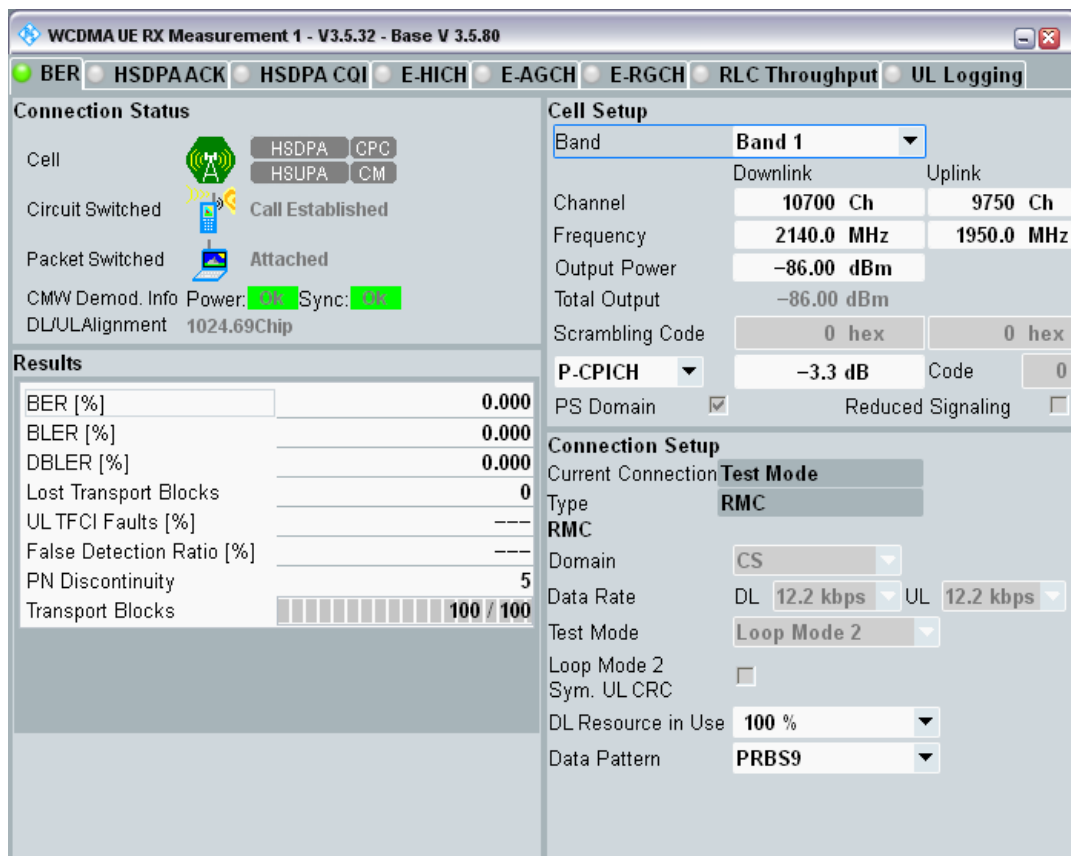 WCDMA UE RX Measurement 1 - V3.5.32 - Base V 3.5.80
BER HSDPA ACK HSDPA CQI E-HICH E-AGCH E-RGCH RLC Throughput UL Logging
Connection Status
Cell
HSDPA CPC
HSUPA CM
Circuit Switched Call Established
Packet Switched Attached
CMW Demod. Info Power: Ok Sync: Ok
DL/ULAlignment 1024.69Chip
Results
BER [%] 0.000
BLER [%] 0.000
DBLER [%] 0.000
Lost Transport Blocks 0
UL TFCI Faults [%] ---
False Detection Ratio [%] ---
PN Discontinuity 5
Transport Blocks 100 / 100
Cell Setup
Band Band 1
Downlink Uplink
Channel 10700 Ch 9750 Ch
Frequency 2140.0 MHz 1950.0 MHz
Output Power −86.00 dBm
Total Output −86.00 dBm
Scrambling Code 0 hex 0 hex
P-CPICH −3.3 dB Code 0
PS Domain Reduced Signaling
Connection Setup
Current Connection Test Mode
Type RMC
RMC
Domain CS
Data Rate DL 12.2 kbps UL 12.2 kbps
Test Mode Loop Mode 2
Loop Mode 2
Sym. UL CRC
DL Resource in Use 100 %
Data Pattern PRBS9